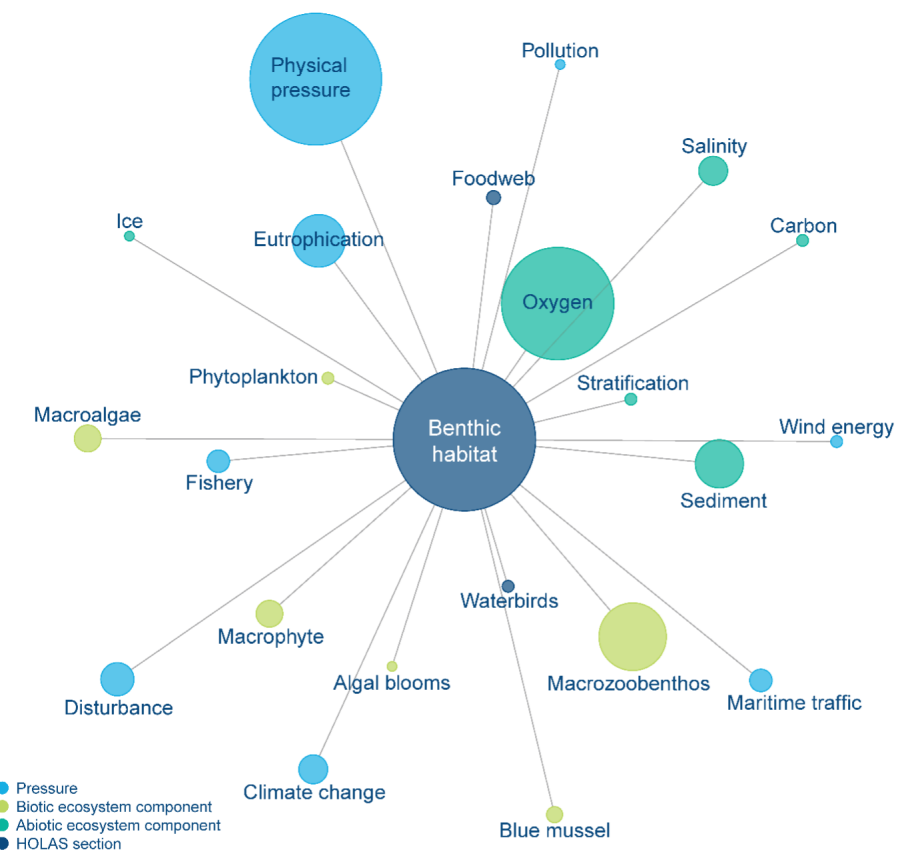 Pollution
Physical
pressure
Salinity
Foodweb
Ice
Carbon
Eutrophication
Oxygen
Phytoplankton
Stratification
Macroalgae
Benthic
habitat
Wind energy
Fishery
Sediment
Waterbirds
Macrophyte
Algal blooms
Macrozoobenthos
Maritime traffic
Disturbance
Climate change
Blue mussel
Pressure
Biotic ecosystem component
Abiotic ecosystem component
HOLAS section